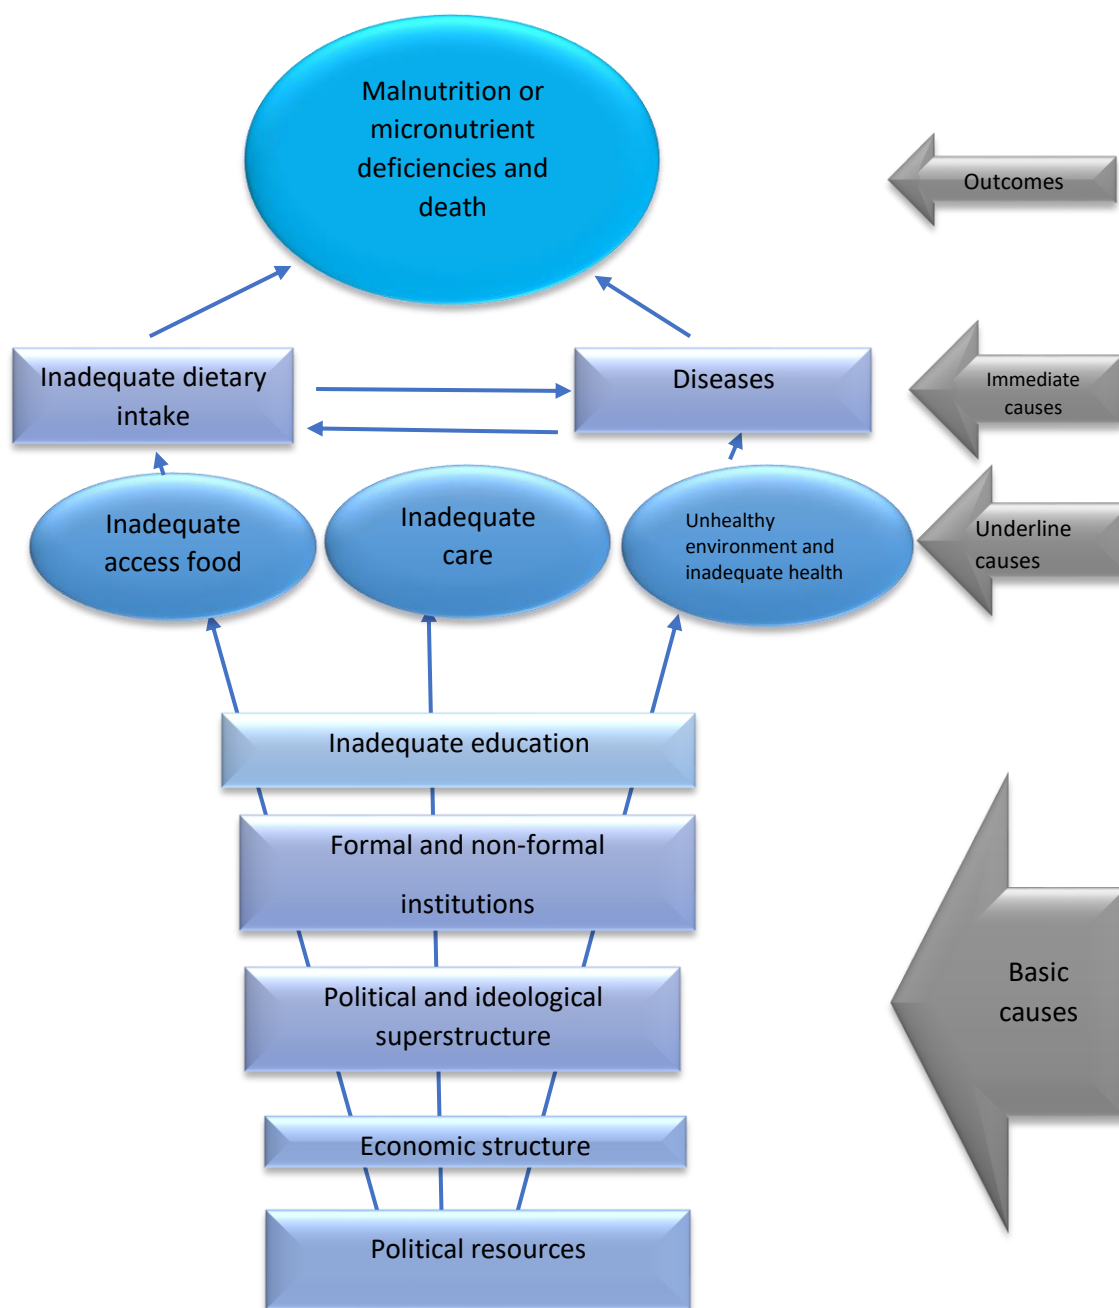 Malnutrition or
micronutrient
deficiencies and
death
Outcomes
Inadequate dietary
intake
Diseases
Immediate
causes
Inadequate
access food
Inadequate
care
Unhealthy
environment and
inadequate health
Underline
causes
Inadequate education
Formal and non-formal
institutions
Political and ideological
superstructure
Basic
causes
Economic structure
Political resources